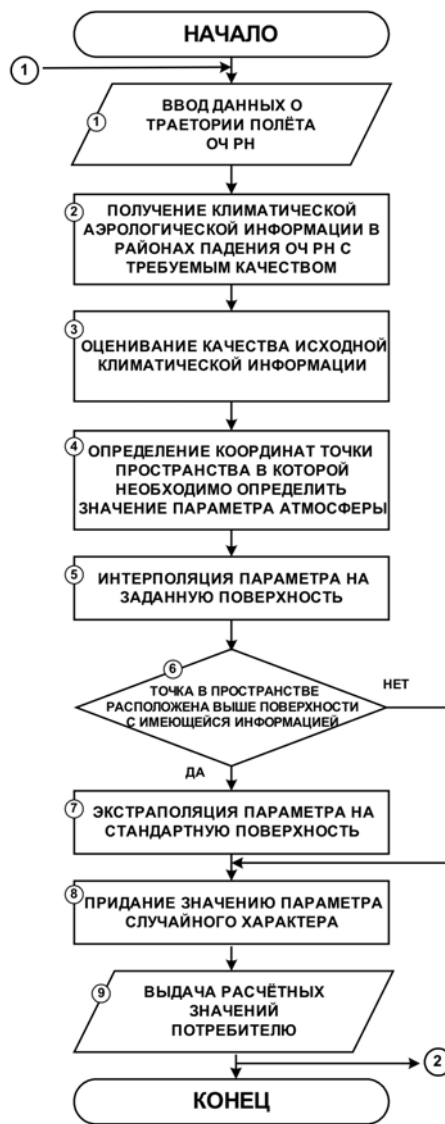 НАЧАЛО
1
1
ВВОД ДАННЫХ О
ТРАЕТОРИИ ПОЛЁТА
ОЧ РН
2
ПОЛУЧЕНИЕ КЛИМАТИЧЕСКОЙ
АЭРОЛОГИЧЕСКОЙ ИНФОРМАЦИИ В
РАЙОНАХ ПАДЕНИЯ ОЧ РН С
ТРЕБУЕМЫМ КАЧЕСТВОМ
3
ОЦЕНИВАНИЕ КАЧЕСТВА ИСХОДНОЙ
КЛИМАТИЧЕСКОЙ ИНФОРМАЦИИ
4
ОПРЕДЕЛЕНИЕ КООРДИНАТ ТОЧКИ
ПРОСТРАНСТВА В КОТОРОЙ
НЕОБХОДИМО ОПРЕДЕЛИТЬ
ЗНАЧЕНИЕ ПАРАМЕТРА АТМОСФЕРЫ
5
ИНТЕРПОЛЯЦИЯ ПАРАМЕТРА НА
ЗАДАННУЮ ПОВЕРХНОСТЬ
6
ТОЧКА В ПРОСТРАНСТВЕ
РАСПОЛОЖЕНА ВЫШЕ ПОВЕРХНОСТИ
С ИМЕЮЩЕЙСЯ ИНФОРМАЦИЕЙ
НЕТ
ДА
7
ЭКСТРАПОЛЯЦИЯ ПАРАМЕТРА НА
СТАНДАРТНУЮ ПОВЕРХНОСТЬ
8
ПРИДАНИЕ ЗНАЧЕНИЮ ПАРАМЕТРА
СЛУЧАЙНОГО ХАРАКТЕРА
9
ВЫДАЧА РАСЧЁТНЫХ
ЗНАЧЕНИЙ
ПОТРЕБИТЕЛЮ
2
КОНЕЦ